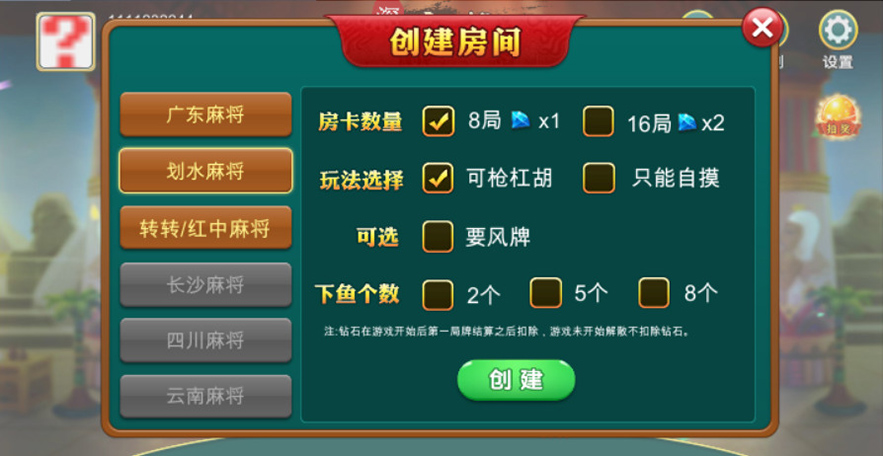 创建房间
设置
广东麻将
划水麻将
转转/红中麻将
长沙麻将
四川麻将
云南麻将
房卡数量 8局 x1 16局 x2
玩法选择 可枪杠胡 只能自摸
可选 要风牌
下鱼个数 2个 5个 8个
注:钻石在游戏开始后第一局牌结算之后扣除，游戏未开始解散不扣除钻石。
创建